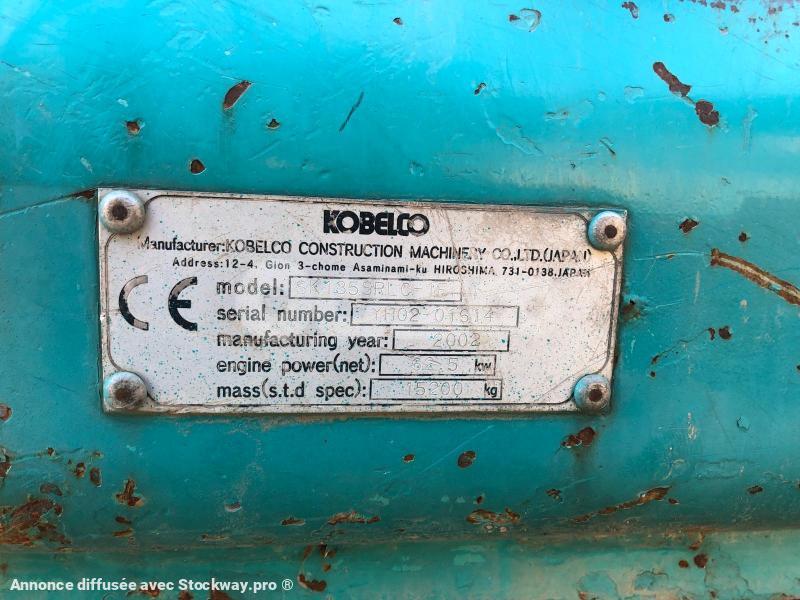 KOBELCO
Manufacturer:KOBELCO CONSTRUCTION MACHINERY CO.,LTD.(JAPAN)
Address:12-4, Gion 3-chome Asaminami-ku HIROSHIMA, 731-0138,JAPAN
CE
model:
serial number:
manufacturing year: 2002
engine power(net): kw
mass(s.t.d spec): kg
Annonce diffusée avec Stockway.pro ®